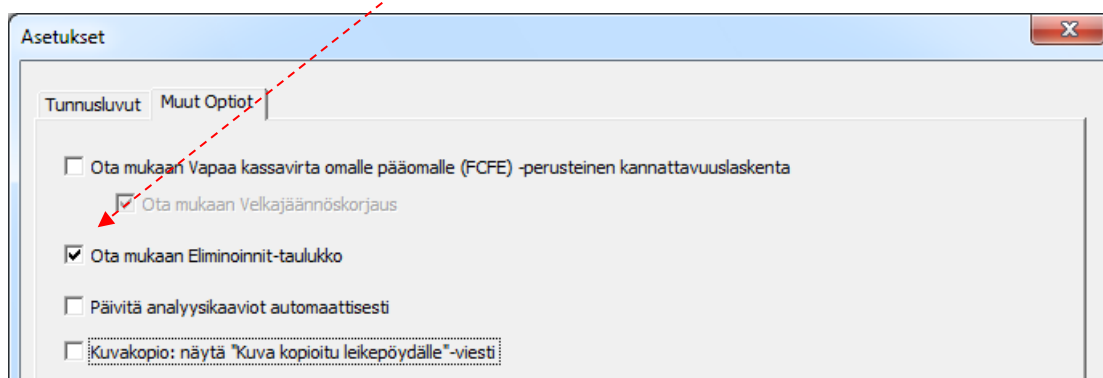 Asetukset
Tunnusluvut
Muut Optiot
Ota mukaan Vapaa kassavirta omalle pääomalle (FCFE) -perusteinen kannattavuuslaskenta
Ota mukaan Velkajäännöskorjaus
Ota mukaan Eliminoinnit-taulukko
Päivitä analyysikaaviot automaattisesti
Kuvakopio: näytä "Kuva kopioitu leikepöydälle"-viesti